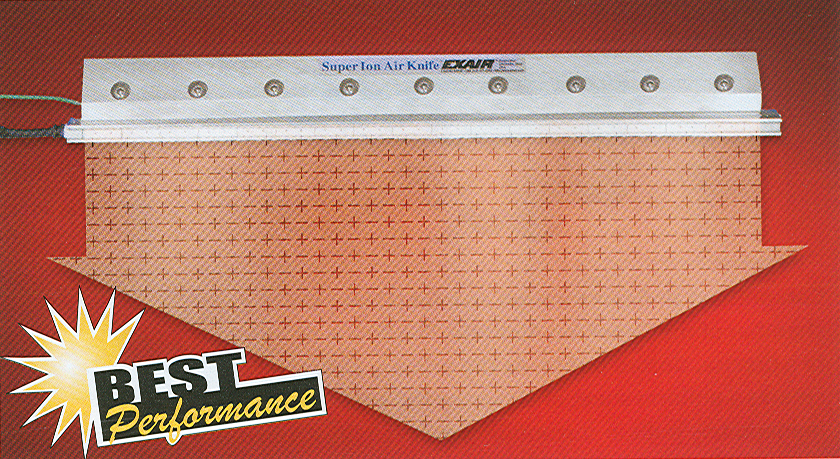 Super Ion Air Knife EXAIR
BEST
Performance